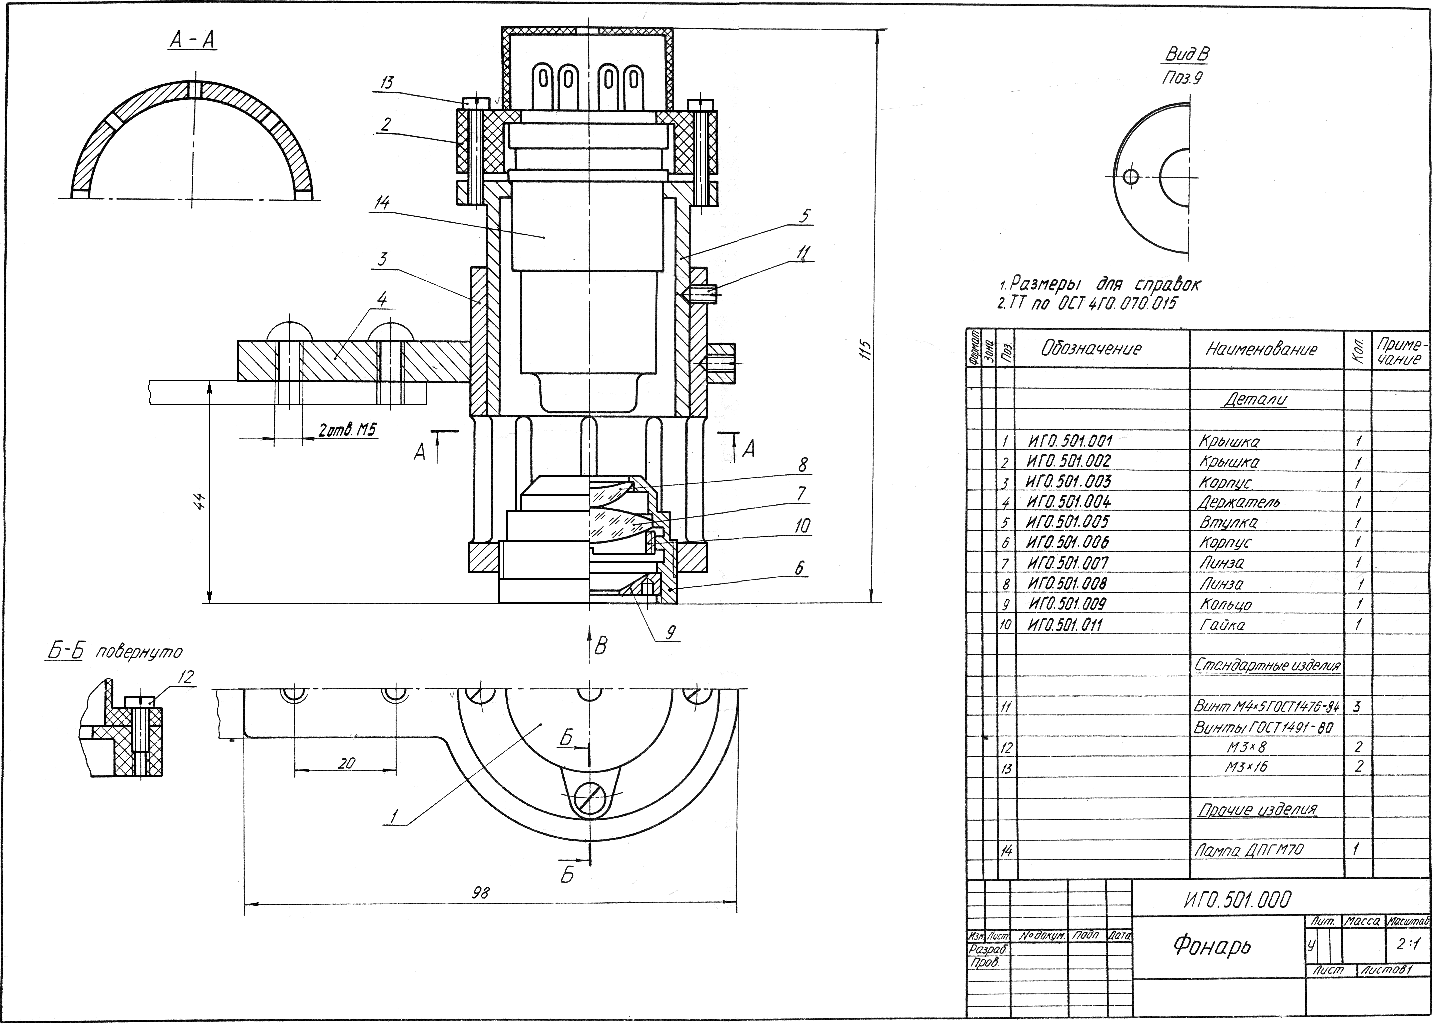 А-А
13
2
14
3
4
5
11
115
44
2отв. М5
А
А
8
7
10
6
9
В
Б-Б повернуто
12
20
1
Б
Б
98
Вид В
Поз 9
1. Размеры для справок
2. ТТ по ОСТ 4ГО. 070. 015
Формат Зона Поз. Обозначение Наименование Кол. Приме-чание
Детали
1 ИГО.501.001 Крышка 1
2 ИГО.501.002 Крышка 1
3 ИГО.501.003 Корпус 1
4 ИГО.501.004 Держатель 1
5 ИГО.501.005 Втулка 1
6 ИГО.501.006 Корпус 1
7 ИГО.501.007 Линза 1
8 ИГО.501.008 Линза 1
9 ИГО.501.009 Кольцо 1
10 ИГО.501.011 Гайка 1
Стандартные изделия
11 Винт М4×5 ГОСТ1476-84 3
Винты ГОСТ1491-80
12 М3×8 2
13 М3×16 2
Прочие изделия
14 Лампа ДПГМ70 1
ИГО.501.000
Изм. Лист № докум. Подп Дата
Разраб
Пров.
Фонарь
Лит. Масса Масштаб
у 2:1
Лист Листов 1